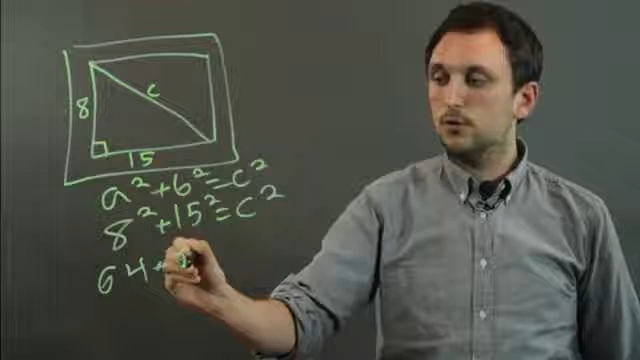 8
c
15
a² + b² = c²
8² + 15² = c²
64 +